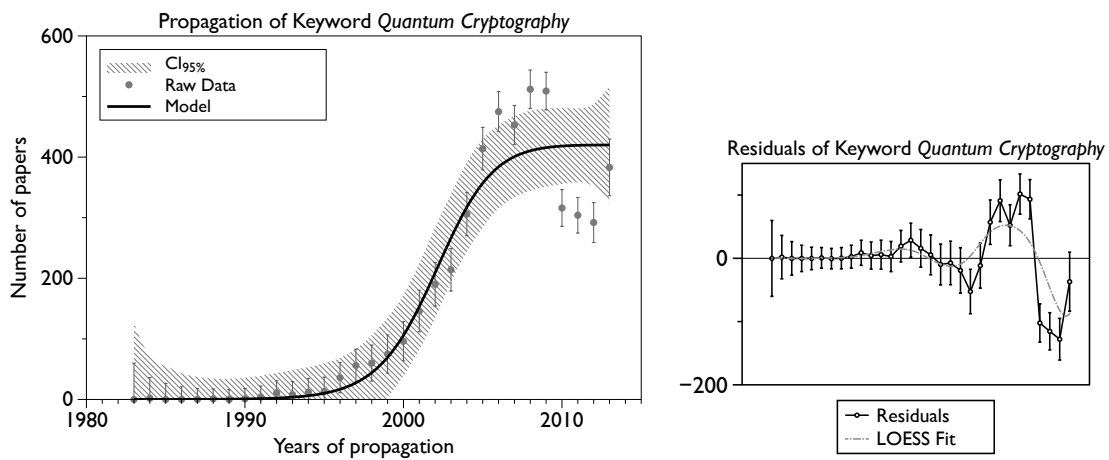 Propagation of Keyword Quantum Cryptography
600
CI95%
Raw Data
Model
400
200
0
Number of papers
1980
1990
2000
2010
Years of propagation
Residuals of Keyword Quantum Cryptography
0
−200
Residuals
LOESS Fit